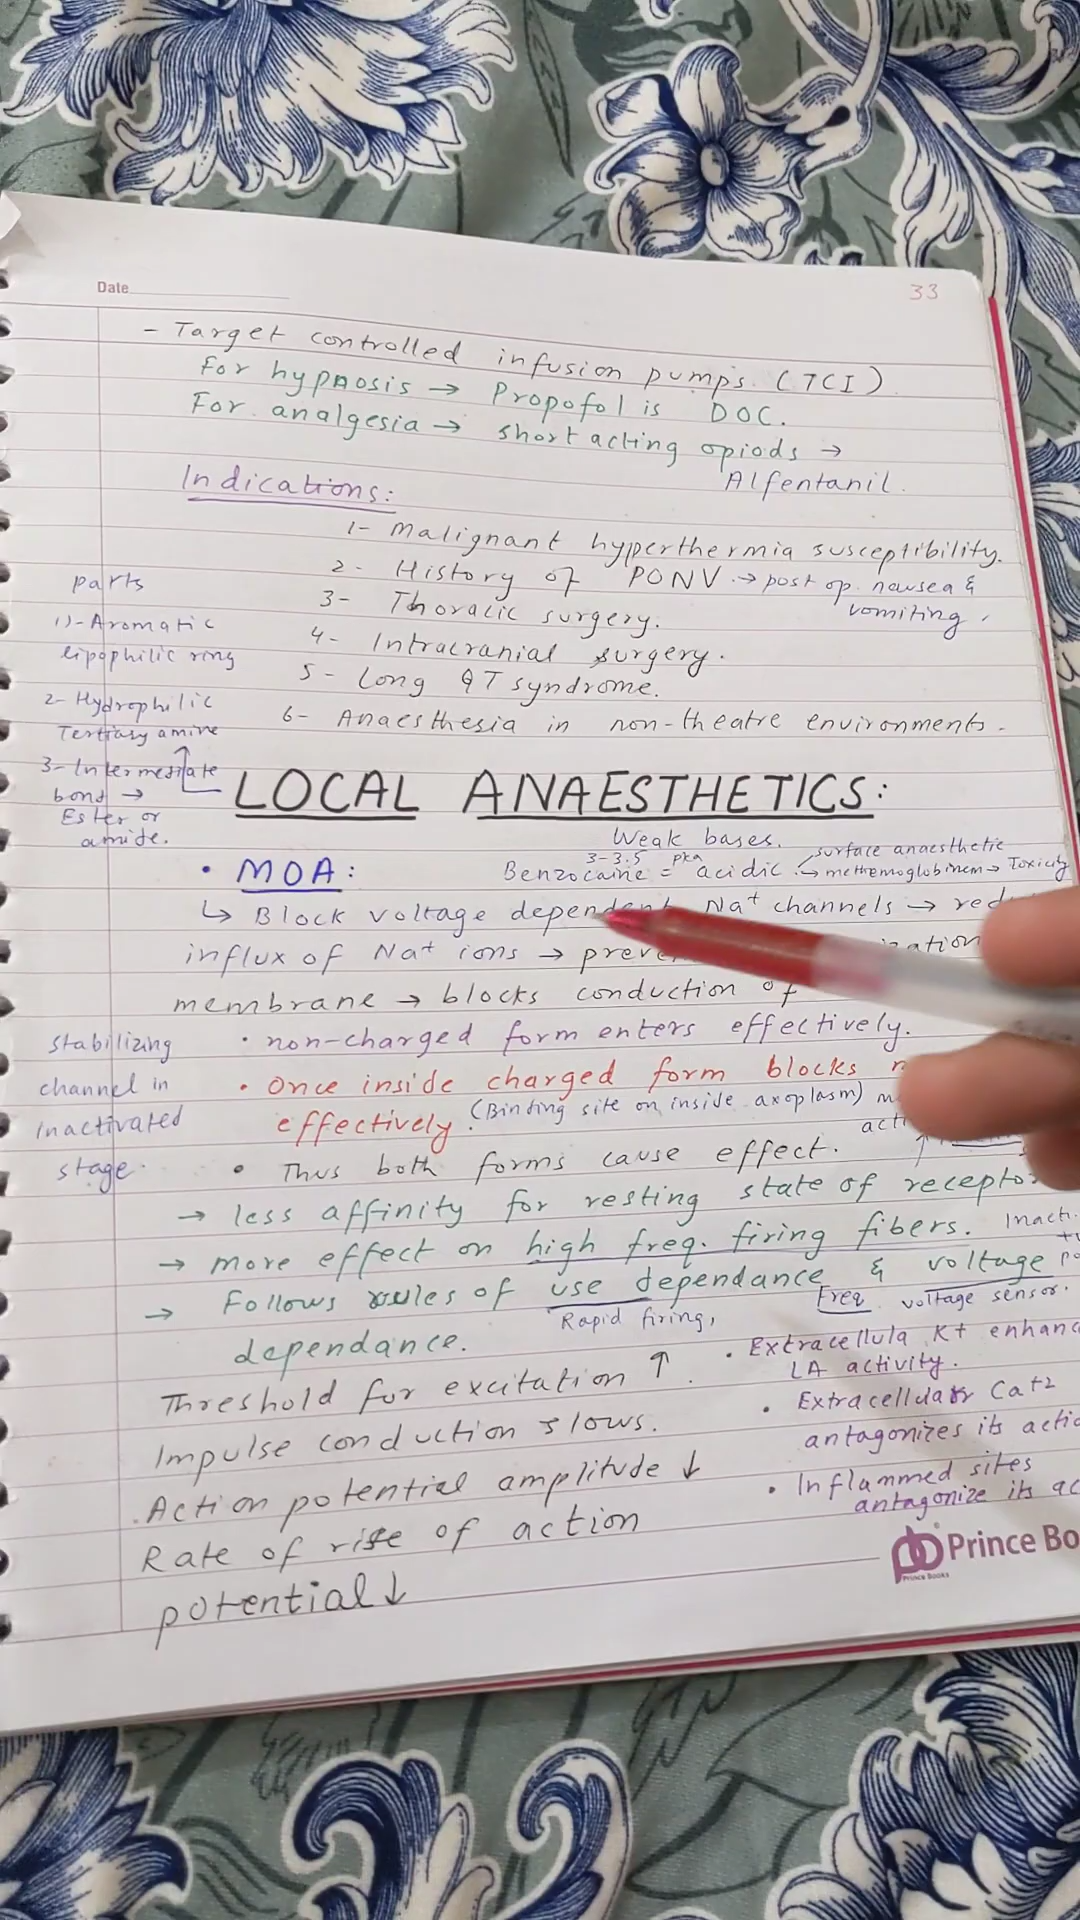 Date
33
- Target controlled infusion pumps. (TCI)
For hypnosis → Propofol is DOC.
For analgesia → short acting opiods →
Alfentanil.
Indications:
1- Malignant hyperthermia susceptibility.
2- History of PONV → post op. nausea &
vomiting.
3- Thoracic surgery.
4- Intracranial surgery.
5- Long QT syndrome.
6- Anaesthesia in non-theatre environments.
parts
1)- Aromatic
lipophilic ring
2- Hydrophilic
Tertiary amine
3- Intermediate
bond →
Ester or
amide.
LOCAL ANAESTHETICS:
Weak bases.
• MOA:
3-3.5 pka surface anaesthetic
Benzocaine = acidic → methemoglobinem → Toxicity
↳ Block voltage dependent Na+ channels →
influx of Na+ ions →
membrane → blocks conduction of
• non-charged form enters effectively.
• Once inside charged form blocks
effectively. (Binding site on inside axoplasm)
• Thus both forms cause effect.
stabilizing
channel in
inactivated
stage.
→ less affinity for resting state of
→ more effect on high freq. firing fibers.
→ Follows rules of use dependance & voltage
Rapid firing, Freq voltage sensor.
dependance.
Threshold for excitation ↑.
Impulse conduction slows.
Action potential amplitude ↓
Rate of rise of action
potential ↓
• Extracellula K+
LA activity.
• Extracellular Ca+2
antagonizes its
• Inflammed sites
antagonize its
Prince
Prince Books